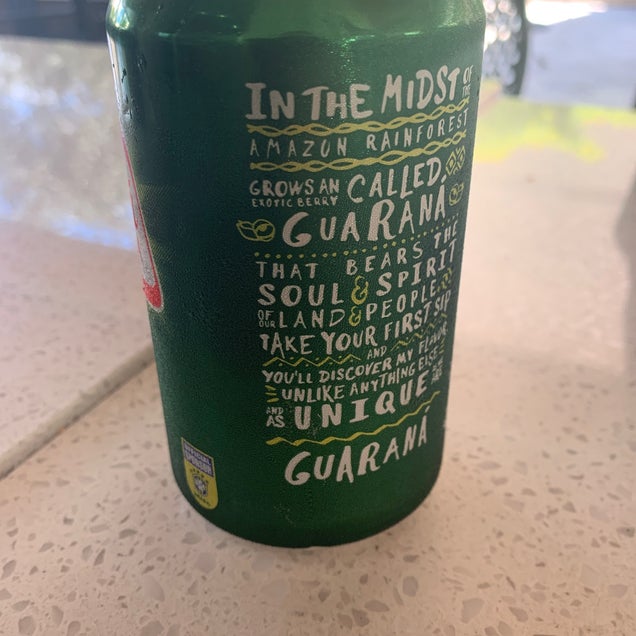 IN THE MIDST OF THE
AMAZON RAINFOREST
GROWS AN EXOTIC BERRY CALLED
GUARANÁ
THAT BEARS THE
SOUL & SPIRIT
OF OUR LAND & PEOPLE
TAKE YOUR FIRST SIP
AND
YOU'LL DISCOVER MY FLAVOR
UNLIKE ANYTHING ELSE
AND AS UNIQUE
GUARANÁ